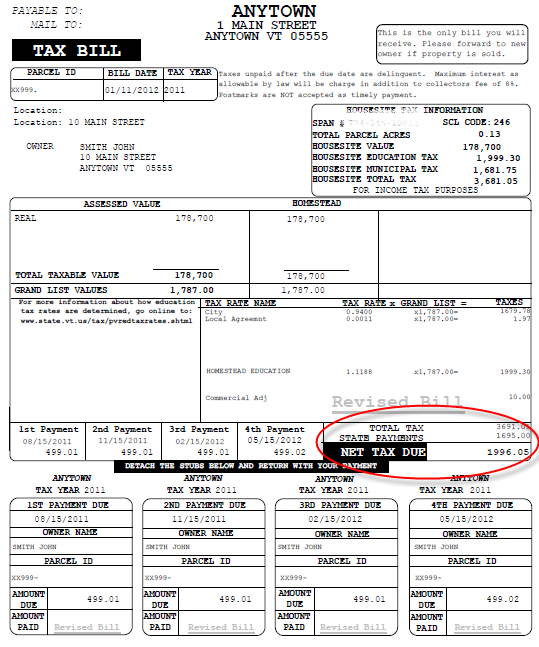 PAYABLE TO:
MAIL TO:
ANYTOWN
1 MAIN STREET
ANYTOWN VT 05555
TAX BILL
This is the only bill you will
receive. Please forward to new
owner if property is sold.
PARCEL ID BILL DATE TAX YEAR
XX999. 01/11/2012 2011
Taxes unpaid after the due date are delinquent. Maximum interest as
allowable by law will be charge in addition to collectors fee of 8%.
Postmarks are NOT accepted as timely payment.
Location:
Location: 10 MAIN STREET
OWNER SMITH JOHN
10 MAIN STREET
ANYTOWN VT 05555
HOUSESITE TAX INFORMATION
SPAN # SCL CODE: 246
TOTAL PARCEL ACRES 0.13
HOUSESITE VALUE 178,700
HOUSESITE EDUCATION TAX 1,999.30
HOUSESITE MUNICIPAL TAX 1,681.75
HOUSESITE TOTAL TAX 3,681.05
FOR INCOME TAX PURPOSES
ASSESSED VALUE HOMESTEAD
REAL 178,700 178,700
TOTAL TAXABLE VALUE 178,700 178,700
GRAND LIST VALUES 1,787.00 1,787.00
For more information about how education
tax rates are determined, go online to:
www.state.vt.us/tax/pvredtaxrates.shtml
TAX RATE NAME TAX RATE x GRAND LIST = TAXES
City 0.9400 x1,787.00= 1679.78
Local Agreemnt 0.0011 x1,787.00= 1.97
HOMESTEAD EDUCATION 1.1188 x1,787.00= 1999.30
Commercial Adj 10.00
Revised Bill
1st Payment 2nd Payment 3rd Payment 4th Payment
08/15/2011 11/15/2011 02/15/2012 05/15/2012
499.01 499.01 499.01 499.02
TOTAL TAX 3691.05
STATE PAYMENTS 1695.00
NET TAX DUE 1996.05
DETACH THE STUBS BELOW AND RETURN WITH YOUR PAYMENT
ANYTOWN ANYTOWN ANYTOWN ANYTOWN
TAX YEAR 2011 TAX YEAR 2011 TAX YEAR 2011 TAX YEAR 2011
1ST PAYMENT DUE 2ND PAYMENT DUE 3RD PAYMENT DUE 4TH PAYMENT DUE
08/15/2011 11/15/2011 02/15/2012 05/15/2012
OWNER NAME OWNER NAME OWNER NAME OWNER NAME
SMITH JOHN SMITH JOHN SMITH JOHN SMITH JOHN
PARCEL ID PARCEL ID PARCEL ID PARCEL ID
XX999- XX999- XX999- XX999-
AMOUNT DUE 499.01 AMOUNT DUE 499.01 AMOUNT DUE 499.01 AMOUNT DUE 499.02
AMOUNT PAID Revised Bill AMOUNT PAID Revised Bill AMOUNT PAID Revised Bill AMOUNT PAID Revised Bill